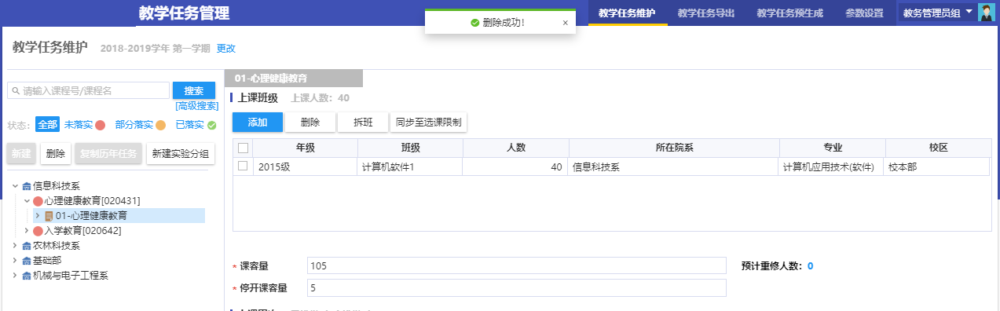 教学任务管理
删除成功！ ×
教学任务维护 教学任务导出 教学任务预生成 参数设置 教务管理员组
教学任务维护 2018-2019学年 第一学期 更改
请输入课程号/课程名 搜索
[高级搜索]
状态: 全部 未落实 部分落实 已落实
新建 删除 复制历年任务 新建实验分组
信息科技系
心理健康教育[020431]
01-心理健康教育
入学教育[020642]
农林科技系
基础部
机械与电子工程系
01-心理健康教育
上课班级 上课人数: 40
添加 删除 拆班 同步至选课限制
年级 班级 人数 所在院系 专业 校区
2015级 计算机软件1 40 信息科技系 计算机应用技术(软件) 校本部
* 课容量 105 预计重修人数: 0
* 停开课容量 5